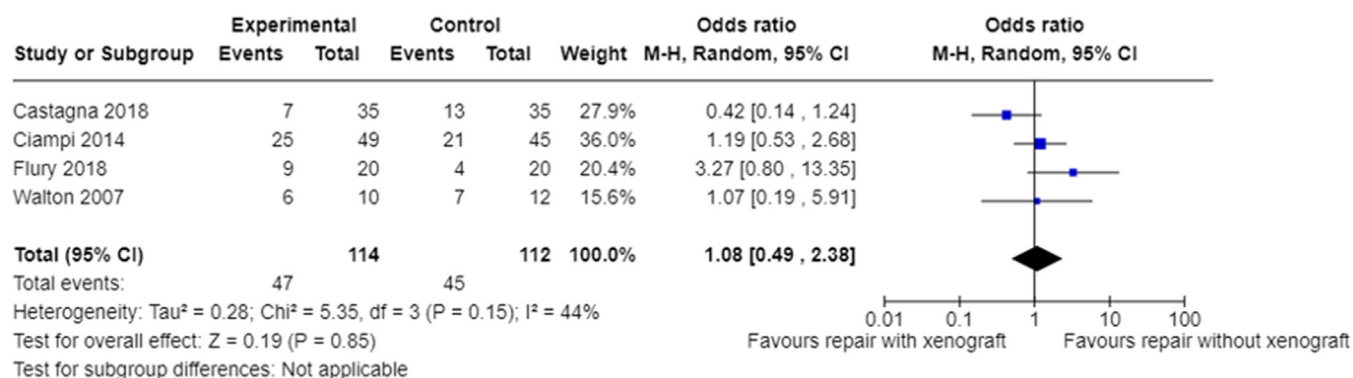 Experimental Control Odds ratio Odds ratio
Study or Subgroup Events Total Events Total Weight M-H, Random, 95% CI M-H, Random, 95% CI
Castagna 2018 7 35 13 35 27.9% 0.42 [0.14 , 1.24]
Ciampi 2014 25 49 21 45 36.0% 1.19 [0.53 , 2.68]
Flury 2018 9 20 4 20 20.4% 3.27 [0.80 , 13.35]
Walton 2007 6 10 7 12 15.6% 1.07 [0.19 , 5.91]
Total (95% CI) 114 112 100.0% 1.08 [0.49 , 2.38]
Total events: 47 45
Heterogeneity: Tau² = 0.28; Chi² = 5.35, df = 3 (P = 0.15); I² = 44%
0.01 0.1 1 10 100
Test for overall effect: Z = 0.19 (P = 0.85) Favours repair with xenograft Favours repair without xenograft
Test for subgroup differences: Not applicable